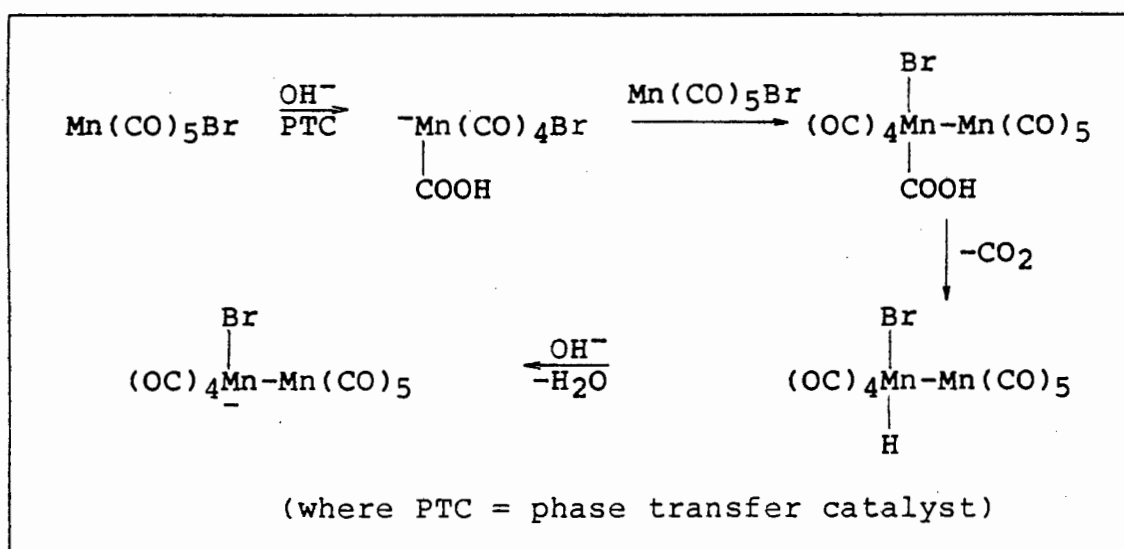 Mn(CO)5Br OH⁻ PTC ⁻Mn(CO)4Br COOH Mn(CO)5Br Br (OC)4Mn-Mn(CO)5 COOH
-CO2
Br (OC)4Mn-Mn(CO)5 H
OH⁻ -H2O
Br (OC)4Mn-Mn(CO)5 −
(where PTC = phase transfer catalyst)